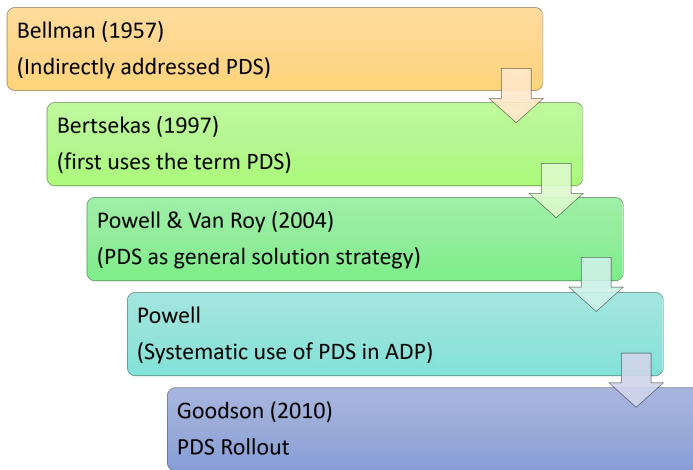 Bellman (1957)
(Indirectly addressed PDS)
Bertsekas (1997)
(first uses the term PDS)
Powell & Van Roy (2004)
(PDS as general solution strategy)
Powell
(Systematic use of PDS in ADP)
Goodson (2010)
PDS Rollout